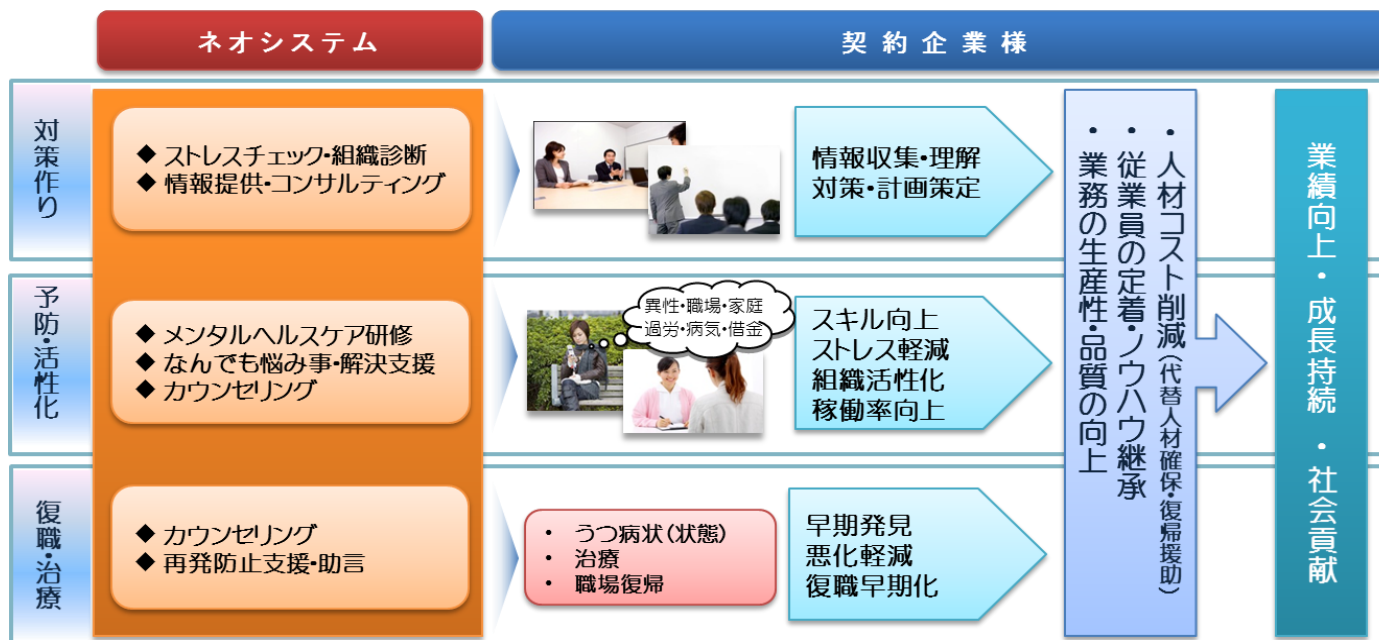 ネオシステム
契約企業様
対策作り
◆ ストレスチェック・組織診断
◆ 情報提供・コンサルティング
情報収集・理解
対策・計画策定
予防・活性化
◆ メンタルヘルスケア研修
◆ なんでも悩み事・解決支援
◆ カウンセリング
異性・職場・家庭
過労・病気・借金
スキル向上
ストレス軽減
組織活性化
稼働率向上
復職・治療
◆ カウンセリング
◆ 再発防止支援・助言
・ うつ病状(状態)
・ 治療
・ 職場復帰
早期発見
悪化軽減
復職早期化
・人材コスト削減(代替人材確保・復帰援助)
・従業員の定着・ノウハウ継承
・業務の生産性・品質の向上
業績向上・成長持続・社会貢献